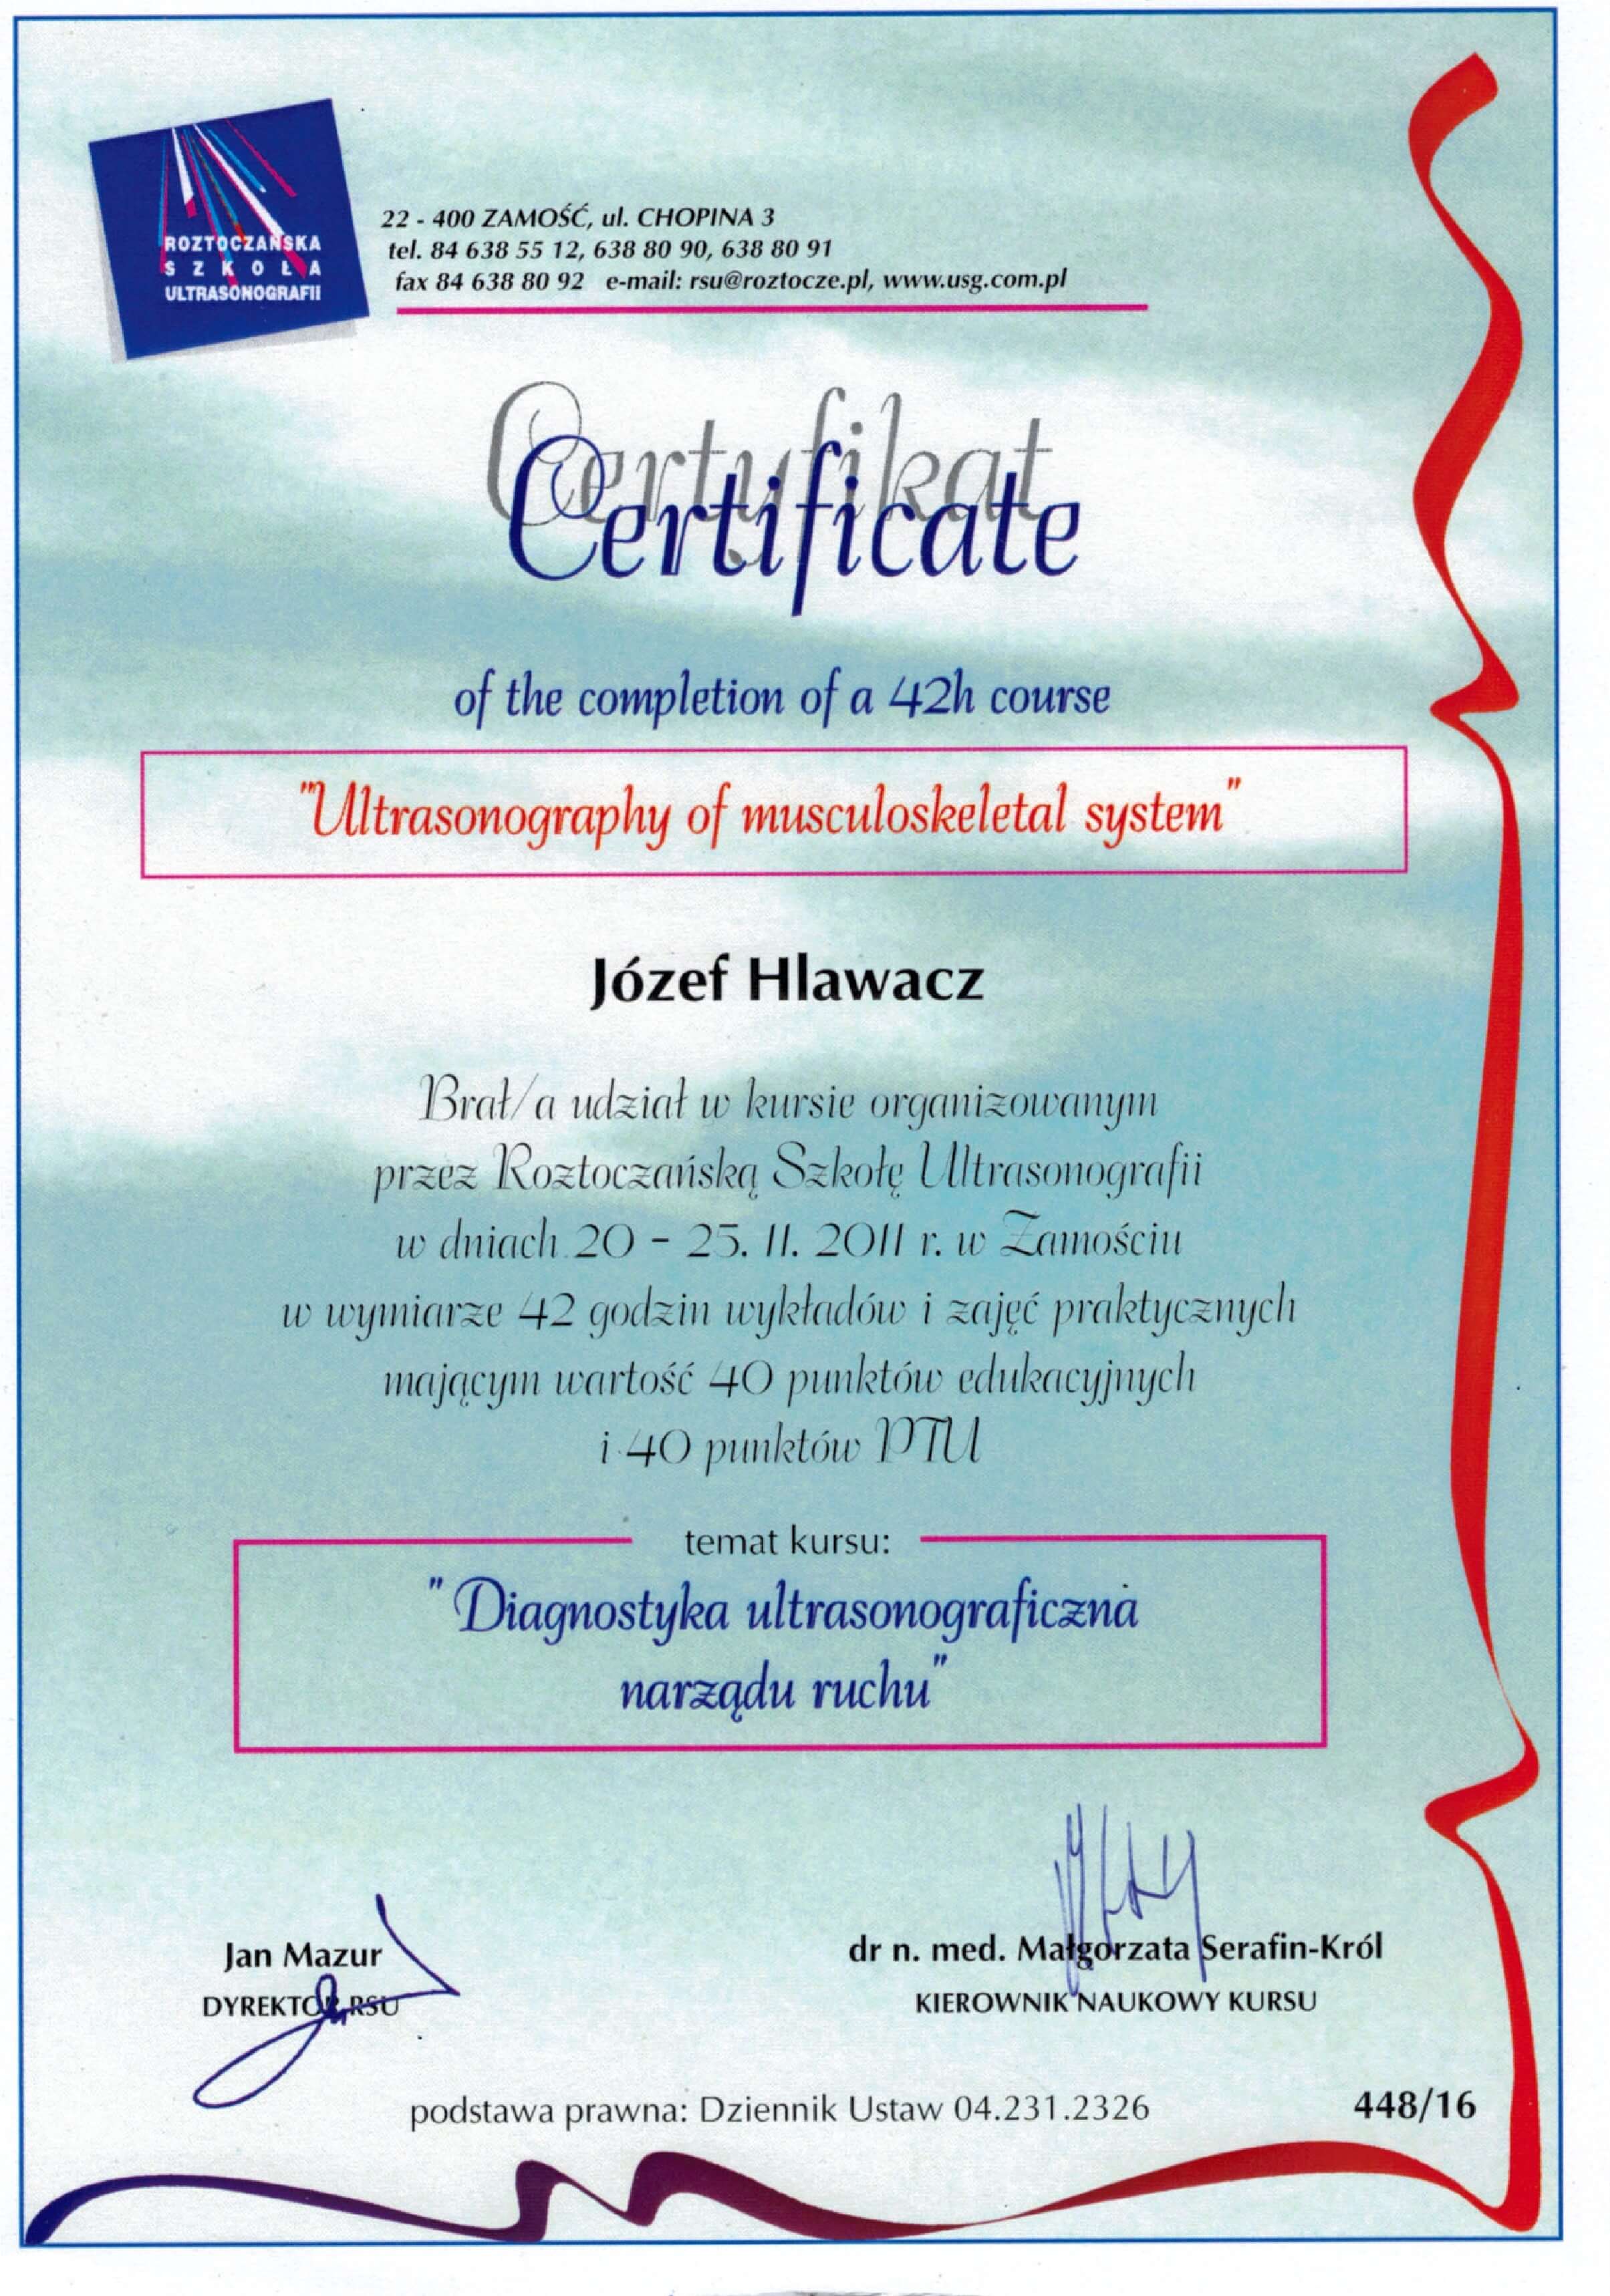 ROZTOCZAŃSKA
SZKOŁA
ULTRASONOGRAFII
22 - 400 ZAMOŚĆ, ul. CHOPINA 3
tel. 84 638 55 12, 638 80 90, 638 80 91
fax 84 638 80 92 e-mail: rsu@roztocze.pl, www.usg.com.pl
Certyfikat
Certificate
of the completion of a 42h course
"Ultrasonography of musculoskeletal system"
Józef Hlawacz
Brał/a udział w kursie organizowanym
przez Roztoczańską Szkołę Ultrasonografii
w dniach 20 - 25. 11. 2011 r. w Zamościu
w wymiarze 42 godzin wykładów i zajęć praktycznych
mającym wartość 40 punktów edukacyjnych
i 40 punktów PTU
temat kursu:
"Diagnostyka ultrasonograficzna
narządu ruchu"
Jan Mazur
DYREKTOR RSU
dr n. med. Małgorzata Serafin-Król
KIEROWNIK NAUKOWY KURSU
podstawa prawna: Dziennik Ustaw 04.231.2326
448/16